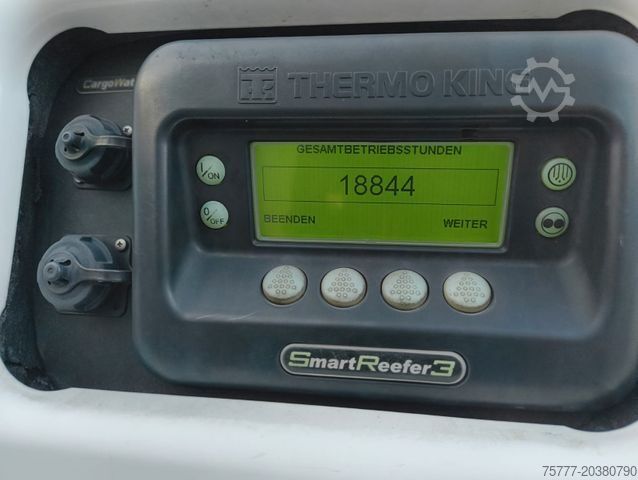 CargoWat
THERMO KING
GESAMTBETRIEBSSTUNDEN
18844
BEENDEN WEITER
I/ON
0/OFF
SmartReefer3
75777-20380790